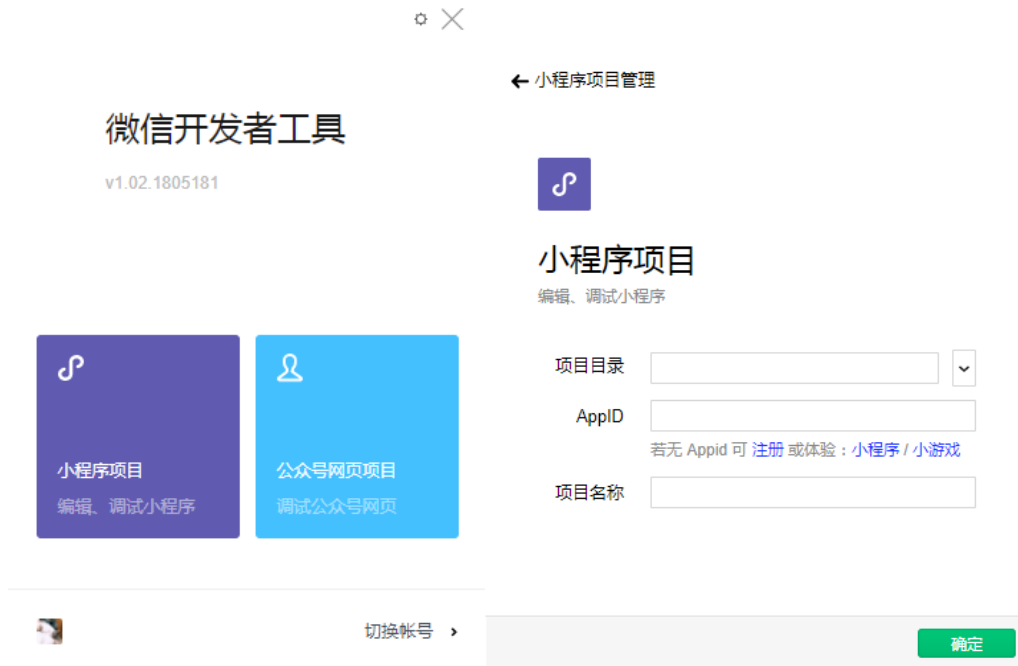 微信开发者工具
v1.02.1805181
小程序项目
编辑、调试小程序
公众号网页项目
调试公众号网页
切换帐号
小程序项目管理
小程序项目
编辑、调试小程序
项目目录
AppID
若无 Appid 可 注册 或体验：小程序 / 小游戏
项目名称
确定